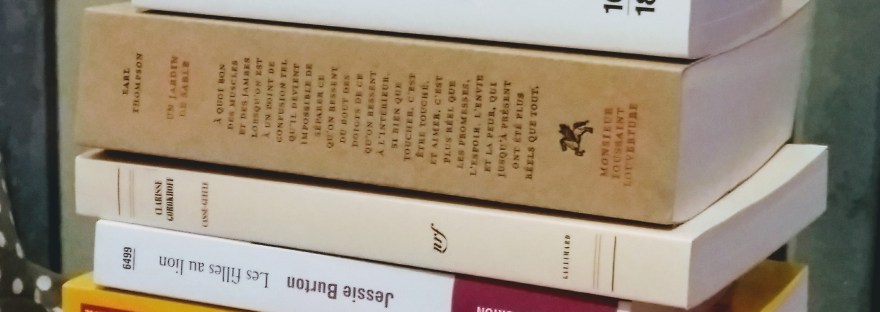 10
18
EARL
THOMPSON
UN JARDIN
DE SABLE
À QUOI BON
DES MUSCLES
ET DES JAMBES
LORSQU'ON EST
À UN POINT DE
CONFUSION TEL
QU'IL DEVIENT
IMPOSSIBLE DE
SÉPARER CE
QU'ON RESSENT
DU BOUT DES
DOIGTS DE CE
QU'ON RESSENT
À L'INTÉRIEUR.
SI BIEN QUE
TOUCHER, C'EST
ÊTRE TOUCHÉ,
ET AIMER, C'EST
PLUS RÉEL QUE
LES PROMESSES,
L'ESPOIR, L'ENVIE
ET LA PEUR, QUI
JUSQU'À PRÉSENT
ONT ÉTÉ PLUS
RÉELS QUE TOUT.
MONSIEUR
TOUSSAINT
LOUVERTURE
CLARISSE
GOROKHOFF
CASSE-GUEULE
nrf
GALLIMARD
6499
Les filles au lion
Jessie Burton